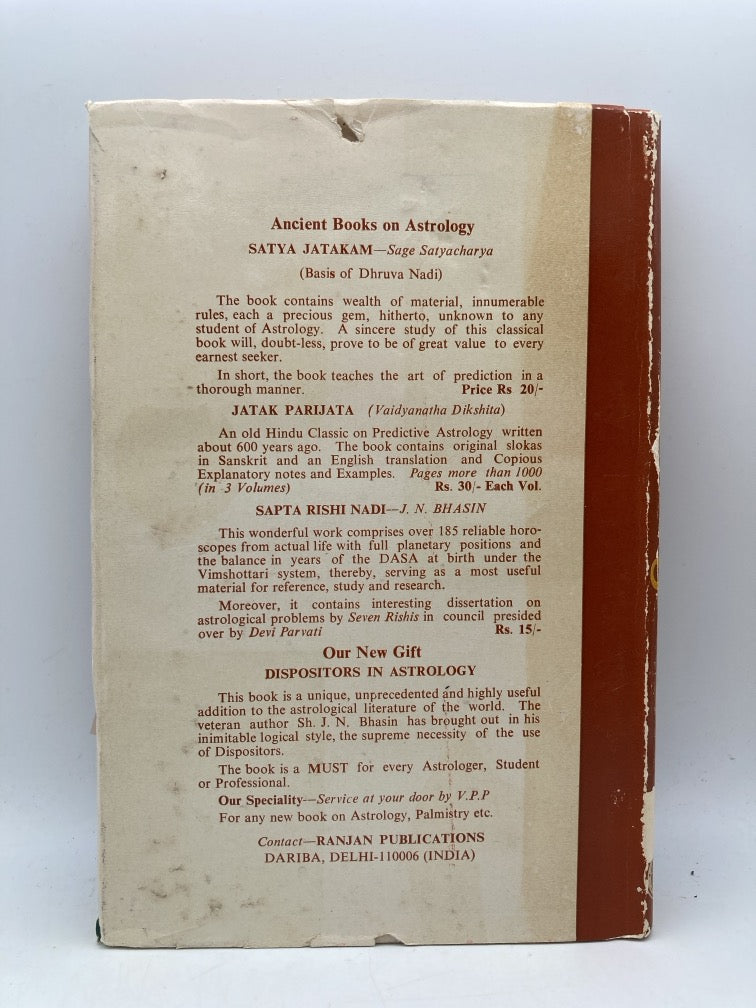 Ancient Books on Astrology
SATYA JATAKAM—Sage Satyacharya
(Basis of Dhruva Nadi)
The book contains wealth of material, innumerable
rules, each a precious gem, hitherto, unknown to any
student of Astrology. A sincere study of this classical
book will, doubt-less, prove to be of great value to every
earnest seeker.
In short, the book teaches the art of prediction in a
thorough manner. Price Rs 20/-
JATAK PARIJATA (Vaidyanatha Dikshita)
An old Hindu Classic on Predictive Astrology written
about 600 years ago. The book contains original slokas
in Sanskrit and an English translation and Copious
Explanatory notes and Examples. Pages more than 1000
(in 3 Volumes) Rs. 30/- Each Vol.
SAPTA RISHI NADI—J. N. BHASIN
This wonderful work comprises over 185 reliable horo-
scopes from actual life with full planetary positions and
the balance in years of the DASA at birth under the
Vimshottari system, thereby, serving as a most useful
material for reference, study and research.
Moreover, it contains interesting dissertation on
astrological problems by Seven Rishis in council presided
over by Devi Parvati Rs. 15/-
Our New Gift
DISPOSITORS IN ASTROLOGY
This book is a unique, unprecedented and highly useful
addition to the astrological literature of the world. The
veteran author Sh. J. N. Bhasin has brought out in his
inimitable logical style, the supreme necessity of the use
of Dispositors.
The book is a MUST for every Astrologer, Student
or Professional.
Our Speciality—Service at your door by V.P.P
For any new book on Astrology, Palmistry etc.
Contact—RANJAN PUBLICATIONS
DARIBA, DELHI-110006 (INDIA)